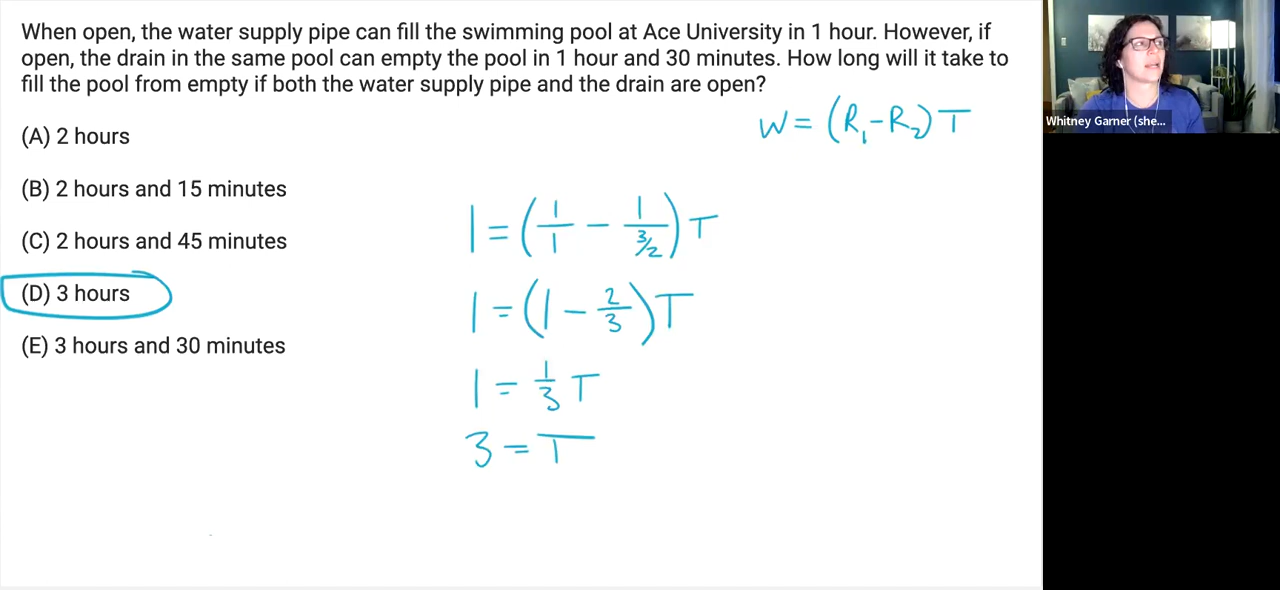 When open, the water supply pipe can fill the swimming pool at Ace University in 1 hour. However, if
open, the drain in the same pool can empty the pool in 1 hour and 30 minutes. How long will it take to
fill the pool from empty if both the water supply pipe and the drain are open?
W = (R₁-R₂) T
(A) 2 hours
(B) 2 hours and 15 minutes
(C) 2 hours and 45 minutes
(D) 3 hours
(E) 3 hours and 30 minutes
1 = (1/1 - 1/(3/2)) T
1 = (1 - 2/3) T
1 = 1/3 T
3 = T
Whitney Garner (she...